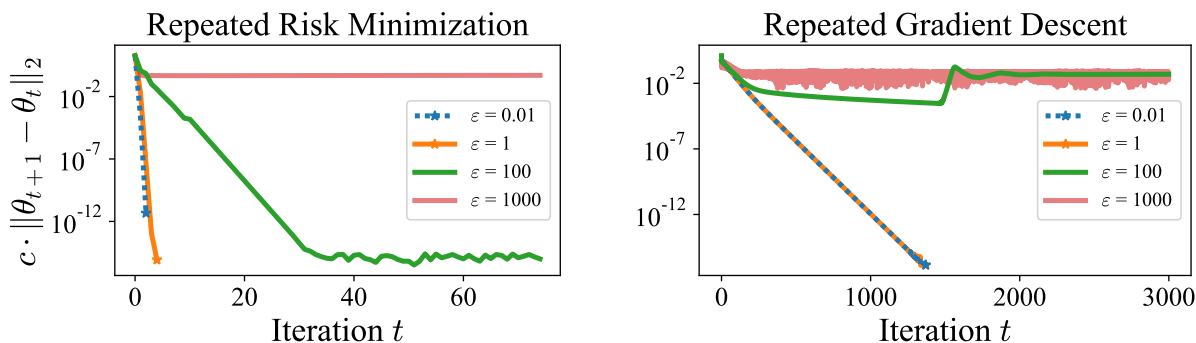 Repeated Risk Minimization
c · ||θ_{t+1} − θ_t||_2
10^{-2}
10^{-7}
10^{-12}
ε = 0.01
ε = 1
ε = 100
ε = 1000
0 20 40 60
Iteration t
Repeated Gradient Descent
10^{-2}
10^{-7}
10^{-12}
ε = 0.01
ε = 1
ε = 100
ε = 1000
0 1000 2000 3000
Iteration t